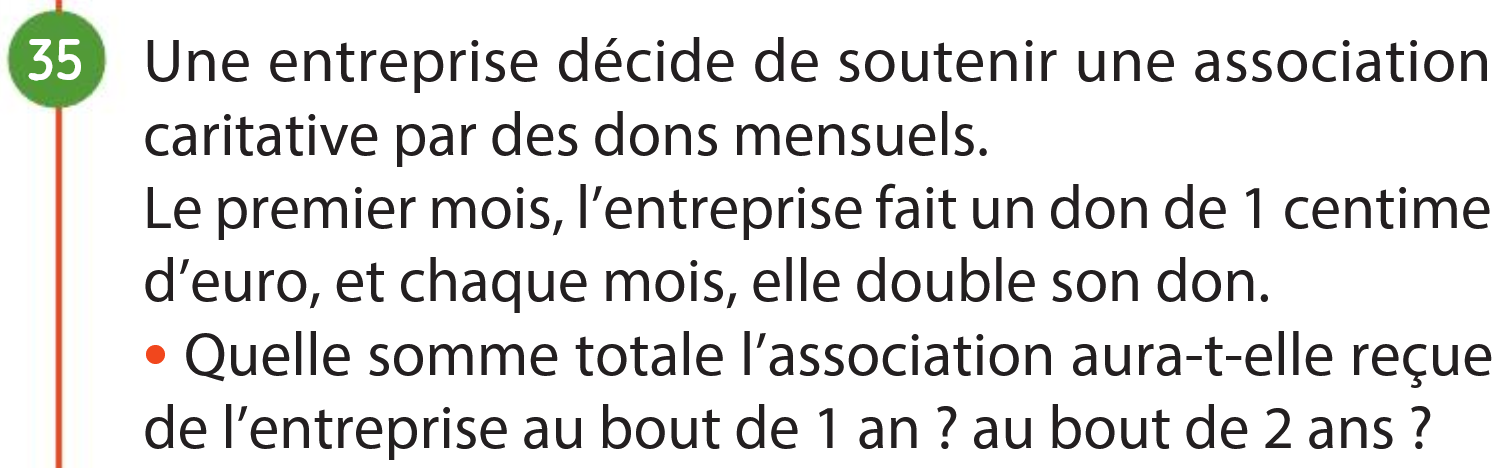 35 Une entreprise décide de soutenir une association
caritative par des dons mensuels.
Le premier mois, l’entreprise fait un don de 1 centime
d’euro, et chaque mois, elle double son don.
• Quelle somme totale l’association aura-t-elle reçue
de l’entreprise au bout de 1 an ? au bout de 2 ans ?